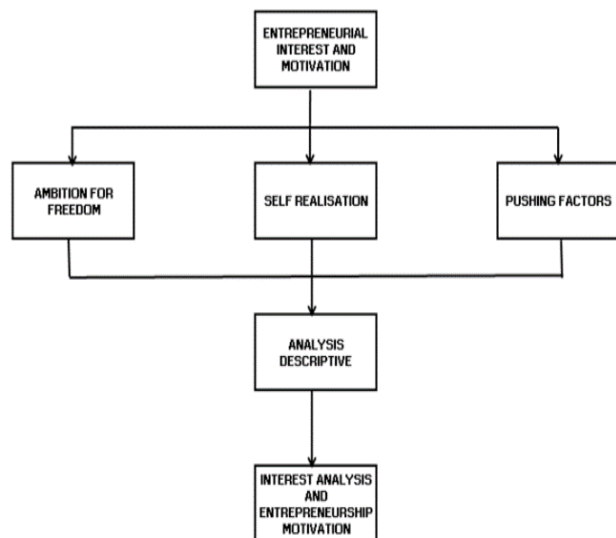 ENTREPRENEURIAL
INTEREST AND
MOTIVATION
AMBITION FOR
FREEDOM
SELF REALISATION
PUSHING FACTORS
ANALYSIS
DESCRIPTIVE
INTEREST ANALYSIS
AND
ENTREPRENEURSHIP
MOTIVATION